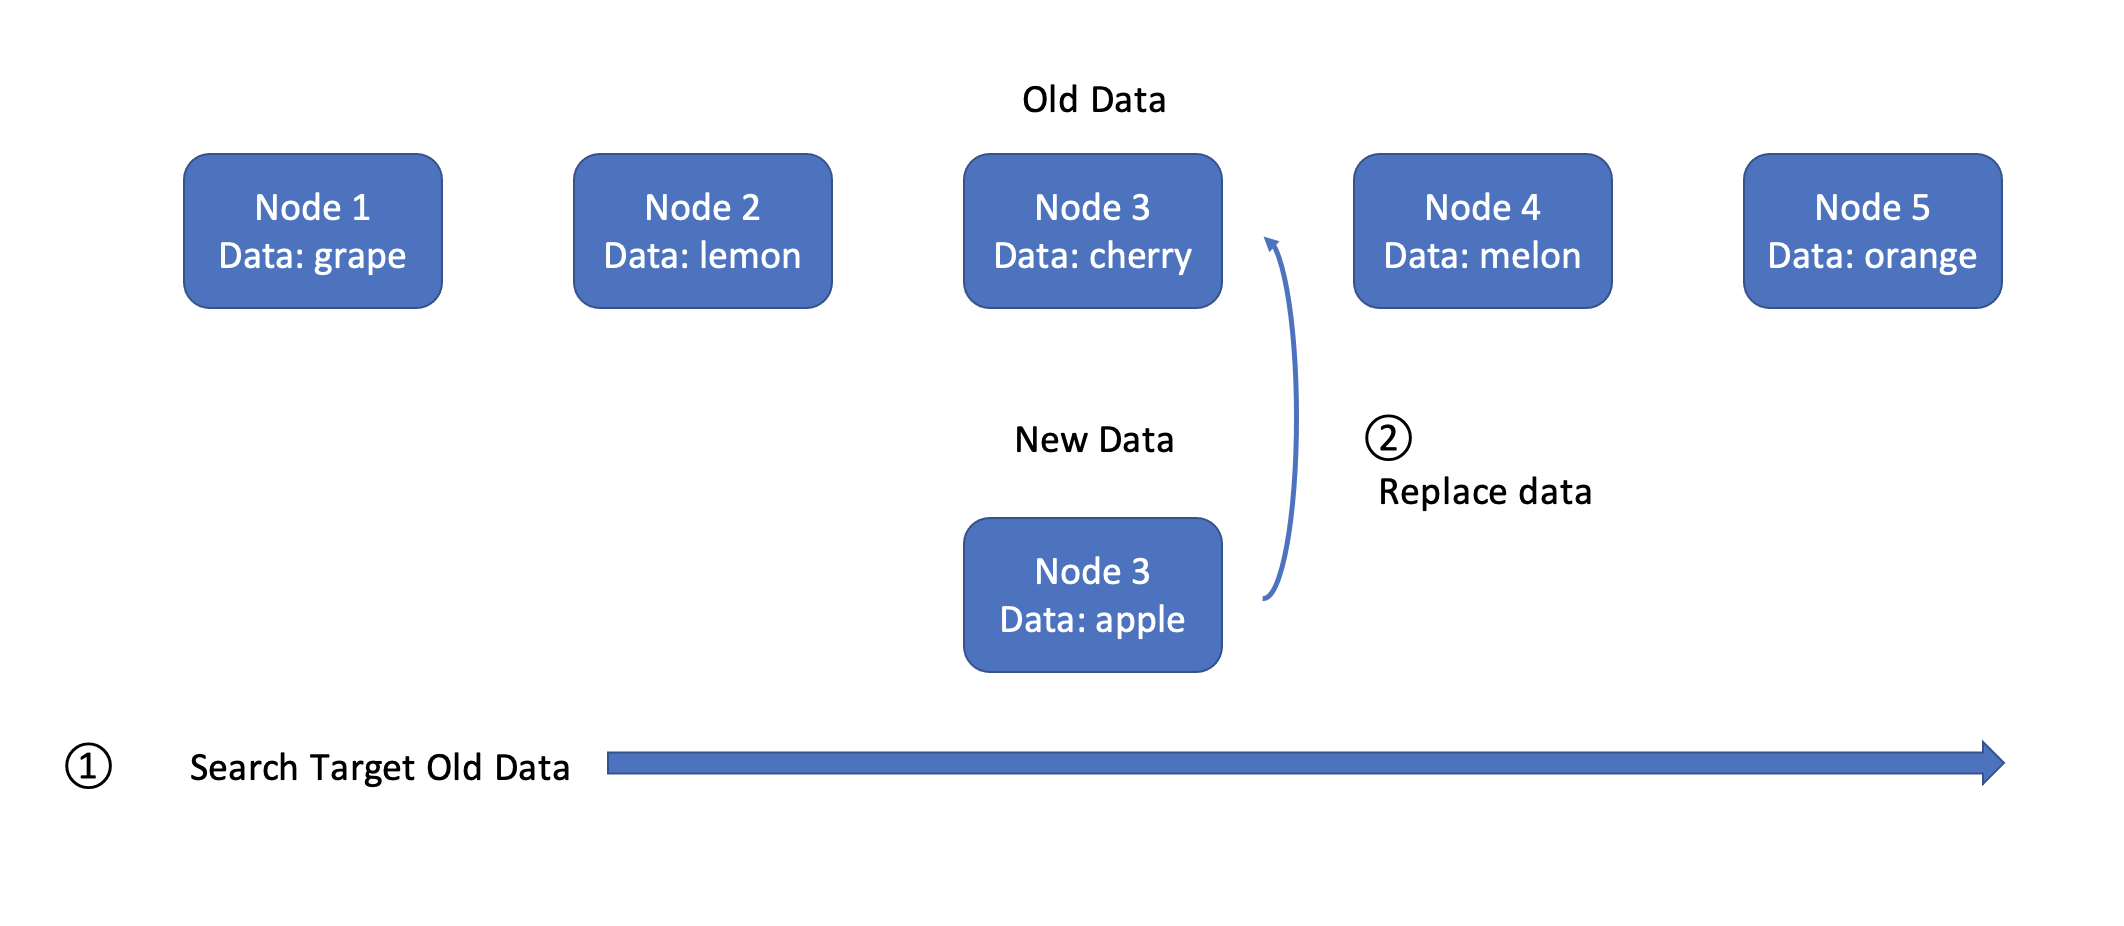 Old Data
Node 1
Data: grape
Node 2
Data: lemon
Node 3
Data: cherry
Node 4
Data: melon
Node 5
Data: orange
New Data
②
Replace data
Node 3
Data: apple
① Search Target Old Data